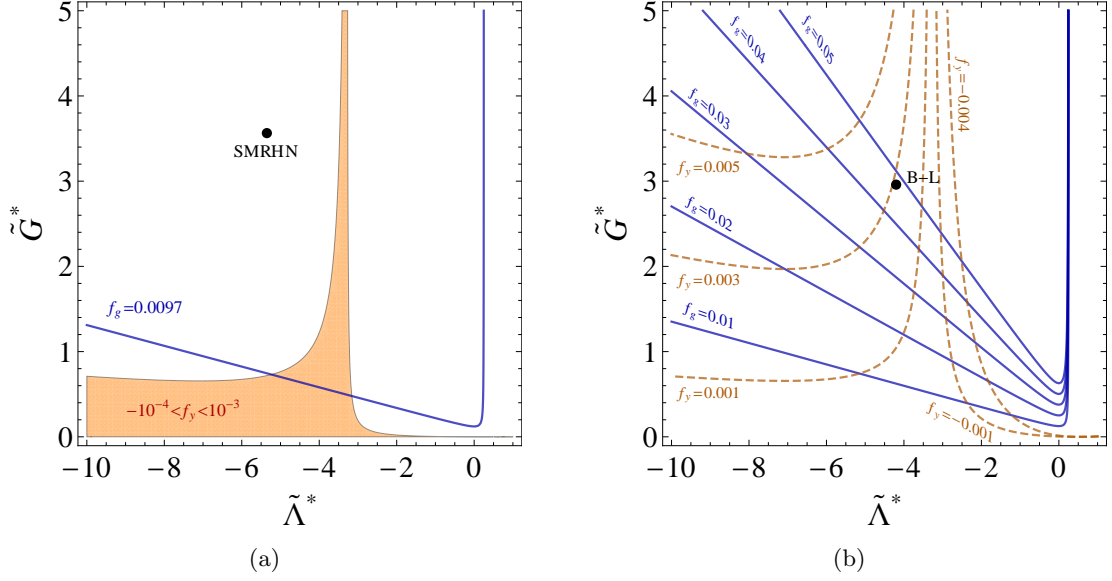 5
4
3
2
1
0
G̃*
SMRHN
f_g=0.0097
−10⁻⁴<f_y<10⁻³
−10 −8 −6 −4 −2 0
Λ̃*
(a)
5
4
3
2
1
0
G̃*
f_g=0.05
f_g=0.04
f_g=0.03
f_g=0.02
f_g=0.01
f_y=−0.004
f_y=0.005
B+L
f_y=0.003
f_y=0.001
f_y=−0.001
−10 −8 −6 −4 −2 0
Λ̃*
(b)